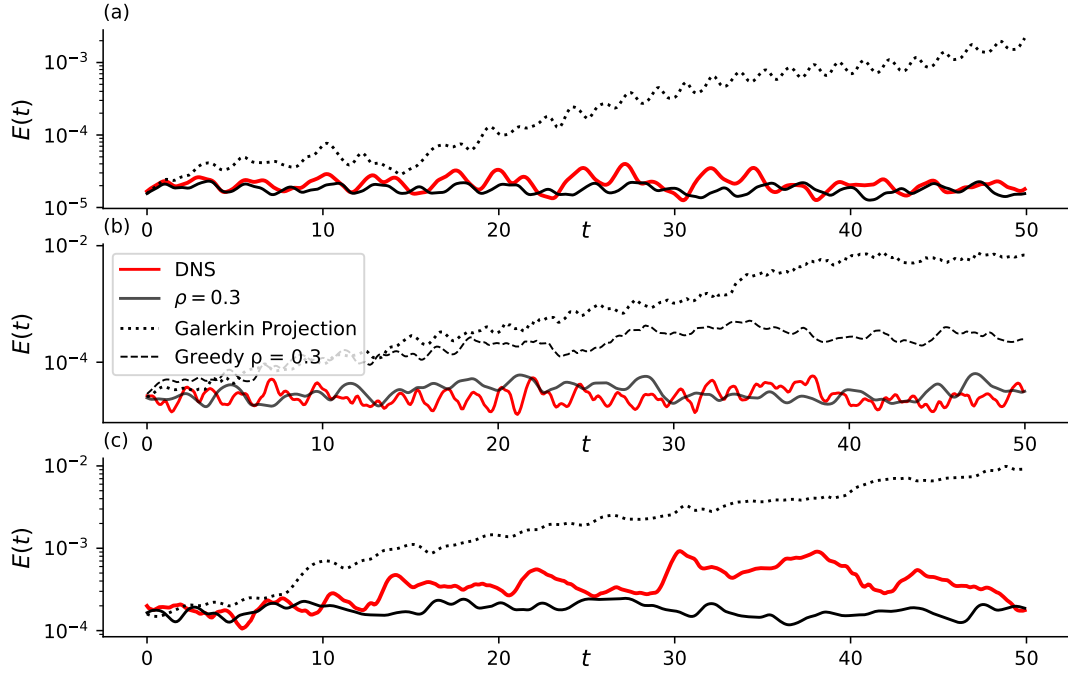 (a)
E(t)
10⁻³
10⁻⁴
10⁻⁵
0 10 20 30 40 50
t
(b)
E(t)
10⁻²
10⁻⁴
DNS
ρ = 0.3
Galerkin Projection
Greedy ρ = 0.3
0 10 20 30 40 50
t
(c)
E(t)
10⁻²
10⁻³
10⁻⁴
0 10 20 30 40 50
t